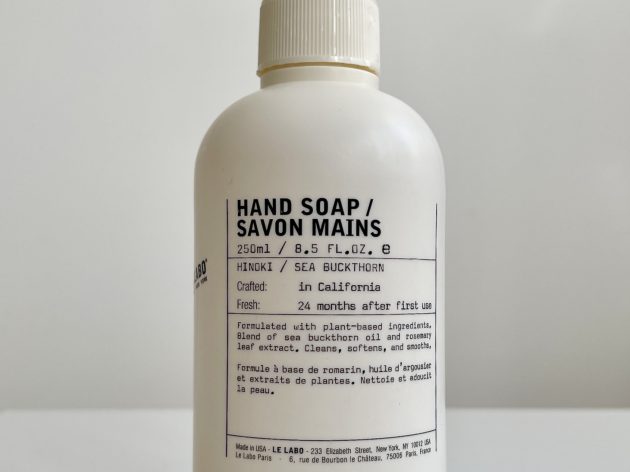 HAND SOAP /
SAVON MAINS
250ml / 8.5 FL.OZ. e
LABO
HINOKI / SEA BUCKTHORN
Crafted: in California
Fresh: 24 months after first use
Formulated with plant-based ingredients.
Blend of sea buckthorn oil and rosemary
leaf extract. Cleans, softens, and smooths.
Formule à base de romarin, huile d'argousier
et extraits de plantes. Nettoie et adoucit
la peau.
Made in USA - LE LABO - 233 Elizabeth Street, New York, NY 10012 USA
Le Labo Paris - 6, rue de Bourbon le Château, 75006 Paris, France